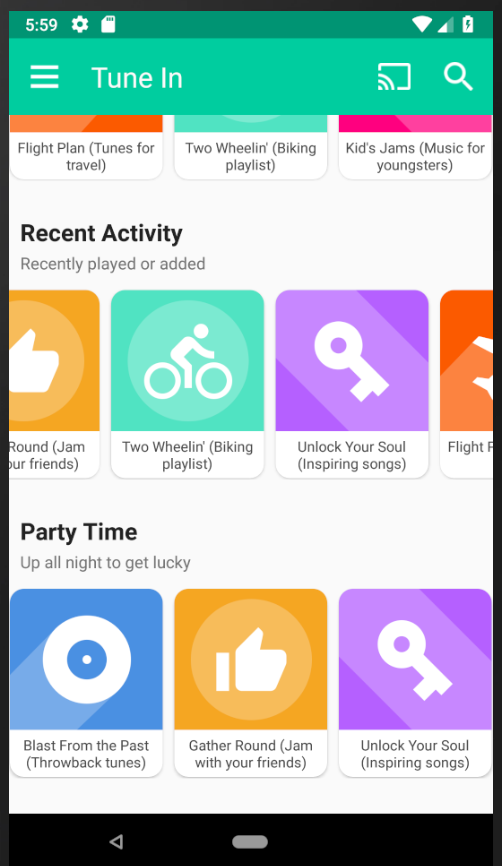 5:59
Tune In
Flight Plan (Tunes for
travel)
Two Wheelin' (Biking
playlist)
Kid's Jams (Music for
youngsters)
Recent Activity
Recently played or added
Round (Jam
our friends)
Two Wheelin' (Biking
playlist)
Unlock Your Soul
(Inspiring songs)
Flight
Party Time
Up all night to get lucky
Blast From the Past
(Throwback tunes)
Gather Round (Jam
with your friends)
Unlock Your Soul
(Inspiring songs)